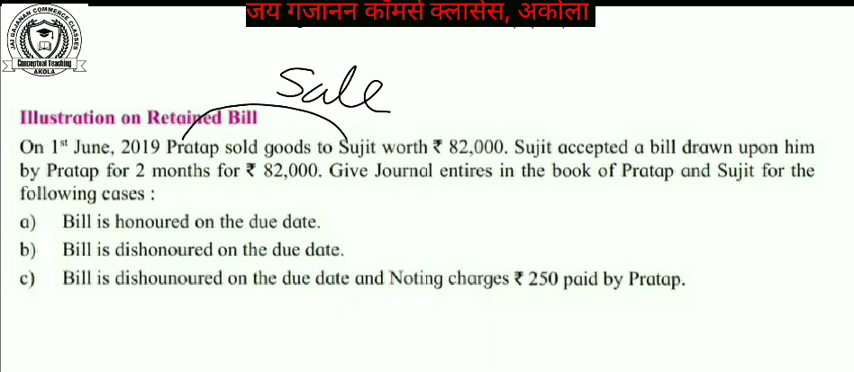 जय गजानन कॉमर्स क्लासेस, अकोला
JAI GAJANAN COMMERCE CLASSES
Conceptual Teaching
AKOLA
Sale
Illustration on Retained Bill
On 1st June, 2019 Pratap sold goods to Sujit worth ₹ 82,000. Sujit accepted a bill drawn upon him
by Pratap for 2 months for ₹ 82,000. Give Journal entires in the book of Pratap and Sujit for the
following cases :
a) Bill is honoured on the due date.
b) Bill is dishonoured on the due date.
c) Bill is dishounoured on the due date and Noting charges ₹ 250 paid by Pratap.